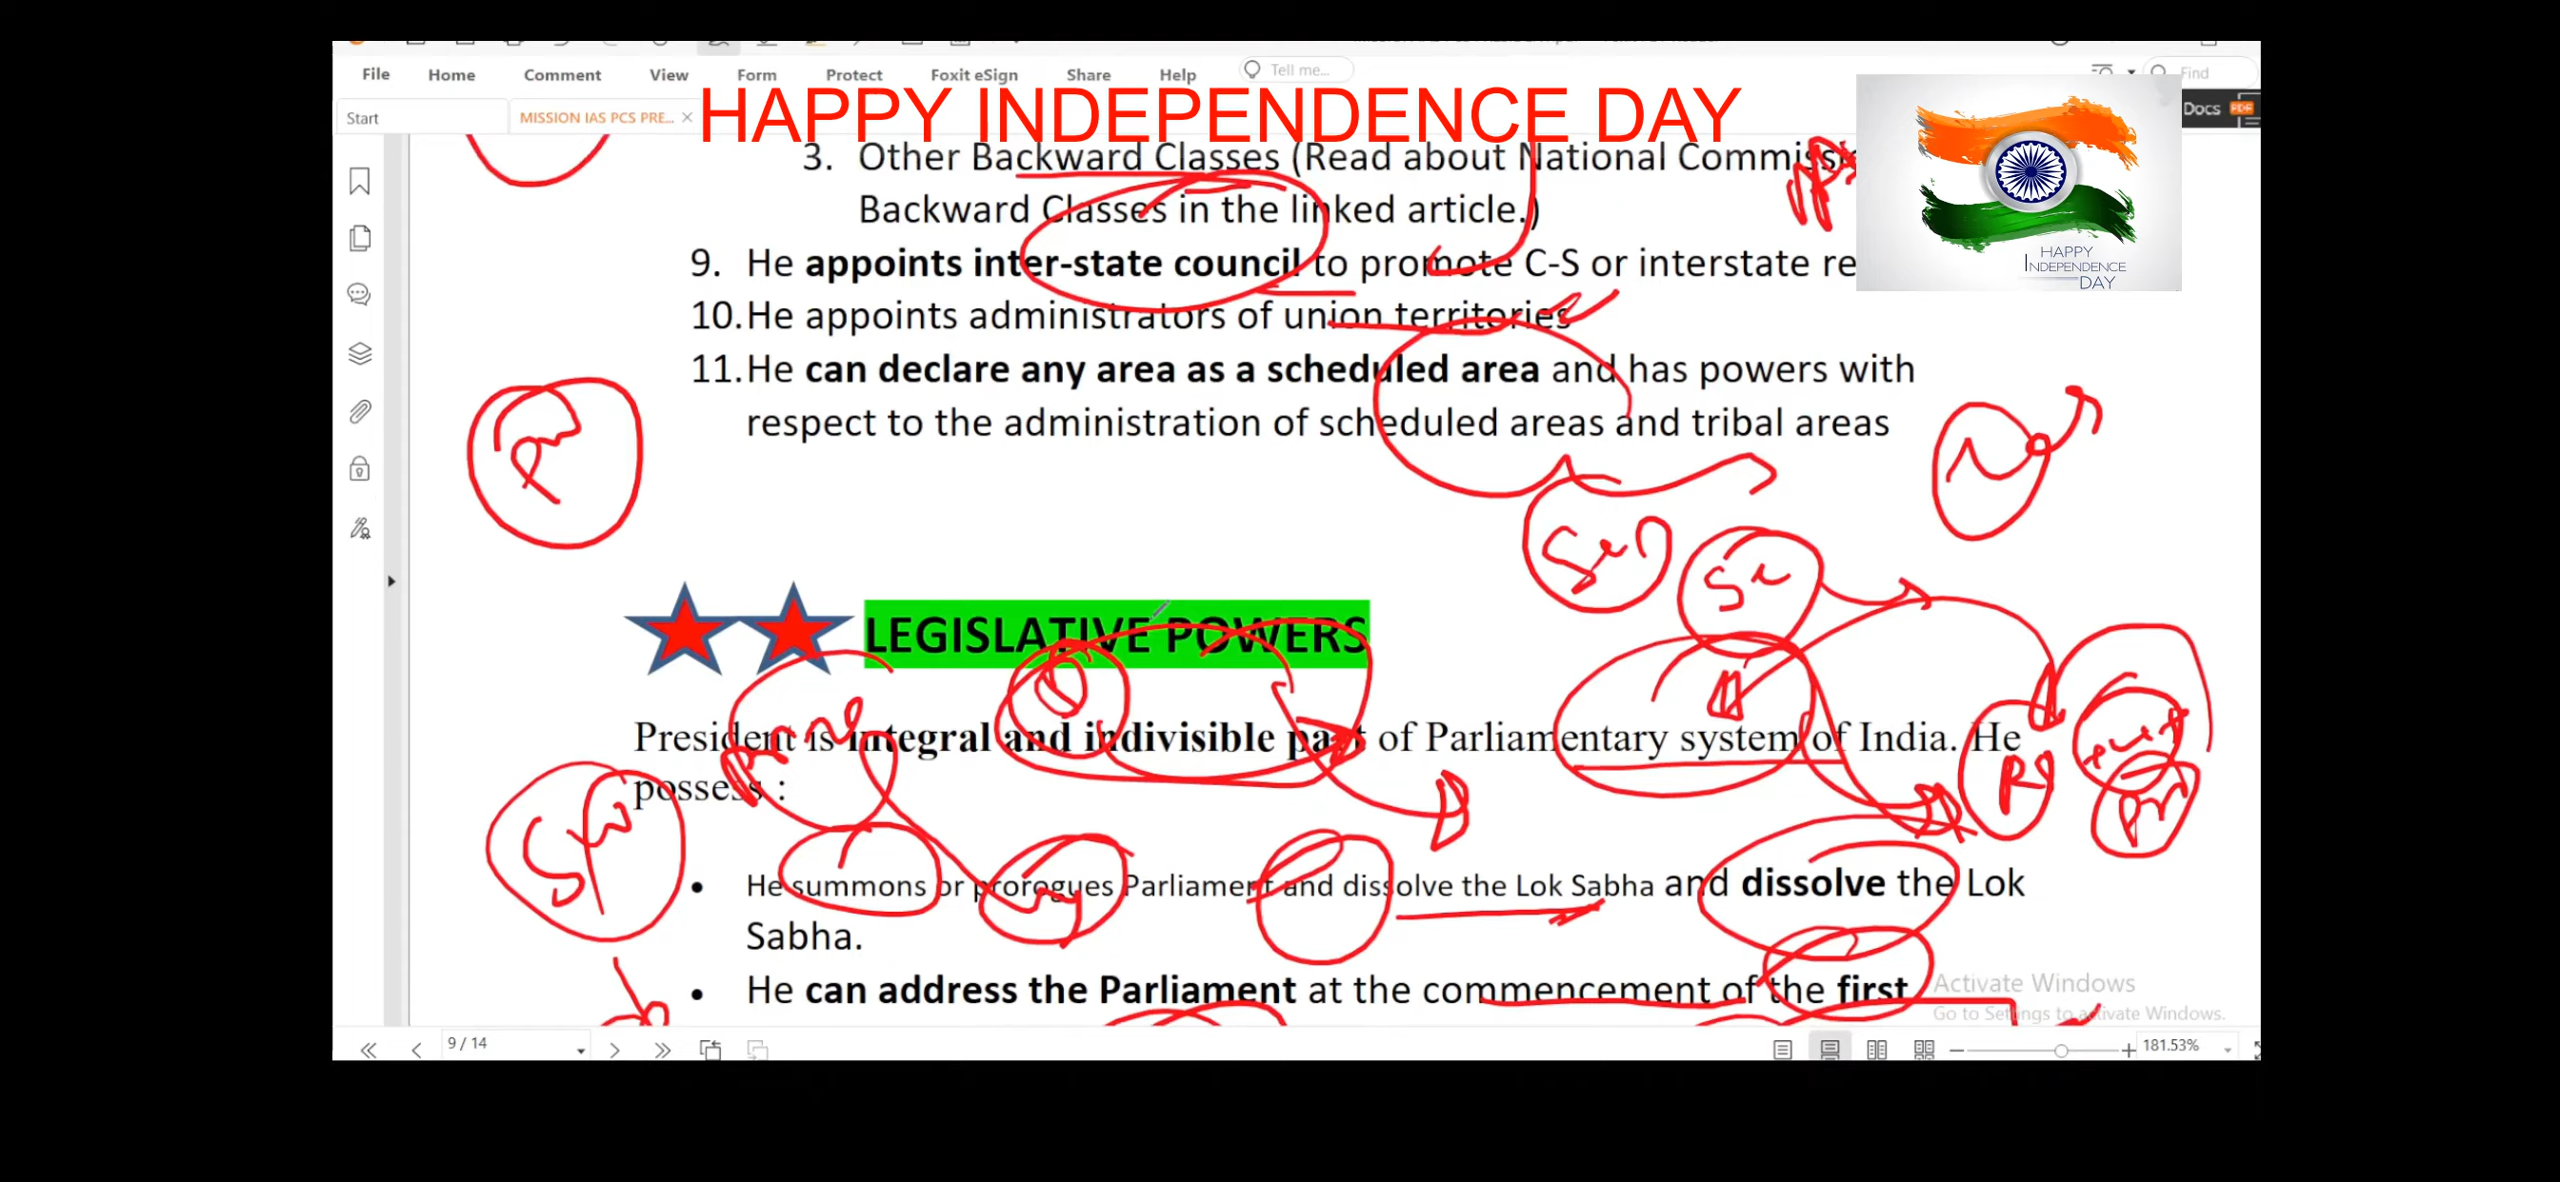 File Home Comment View Form Protect Foxit eSign Share Help Tell me... Find
HAPPY INDEPENDENCE DAY
Start MISSION IAS PCS PRE... Docs PDF
3. Other Backward Classes (Read about National Commissi
Backward Classes in the linked article.)
9. He appoints inter-state council to promote C-S or interstate re
HAPPY
INDEPENDENCE
DAY
10. He appoints administrators of union territories
11. He can declare any area as a scheduled area and has powers with
respect to the administration of scheduled areas and tribal areas
LEGISLATIVE POWERS
President is integral and indivisible part of Parliamentary system of India. He
possess :
• He summons or prorogues Parliament and dissolve the Lok Sabha and dissolve the Lok
Sabha.
• He can address the Parliament at the commencement of the first
Activate Windows
Go to Settings to activate Windows.
9 / 14 181.53%